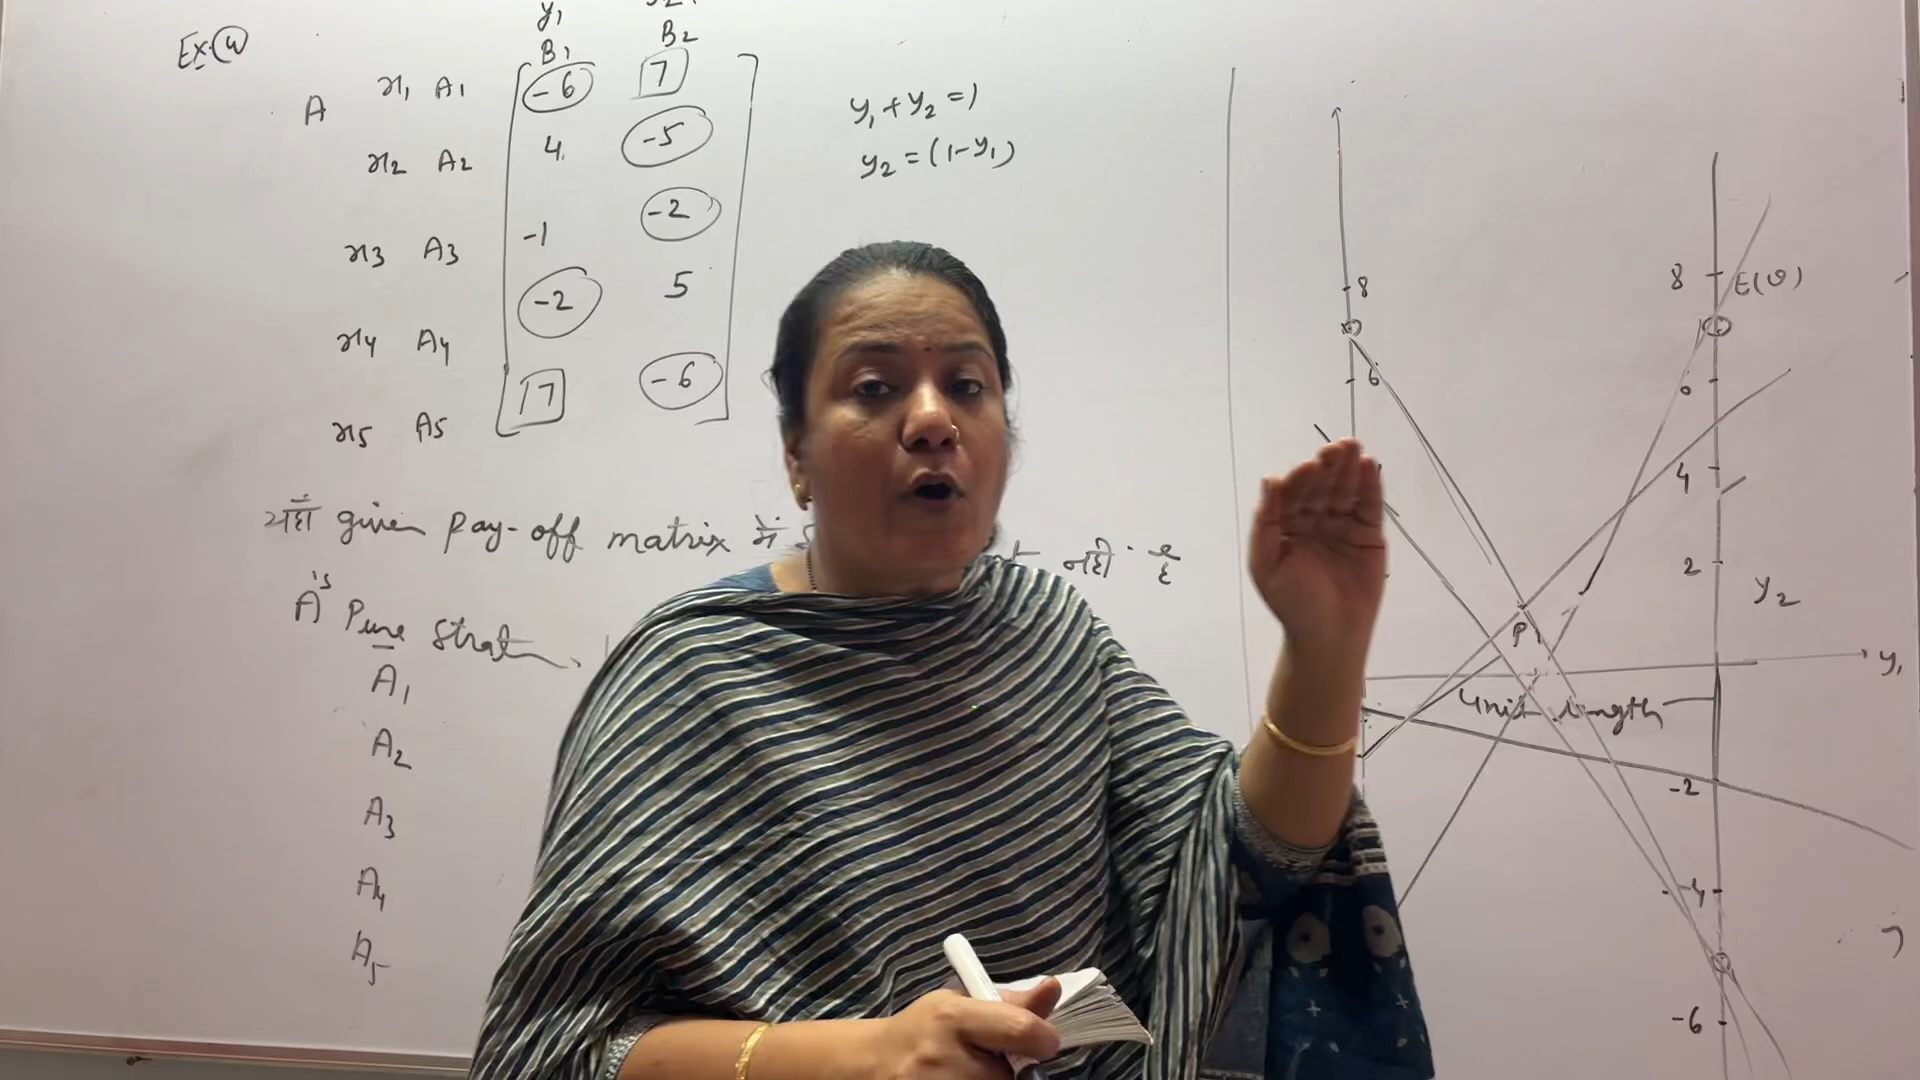 Ex. 4
y₁
B₁ B₂
A x₁ A₁ -6 7
x₂ A₂ 4 -5
x₃ A₃ -1 -2
x₄ A₄ -2 5
x₅ A₅ 7 -6
y₁ + y₂ = 1
y₂ = (1-y₁)
यहाँ given pay-off matrix में नहीं है
A's Pure Strat
A₁
A₂
A₃
A₄
A₅
8 8 E(v)
6
4
2 y₂
P
y₁
Unit length
-2
-4
-6